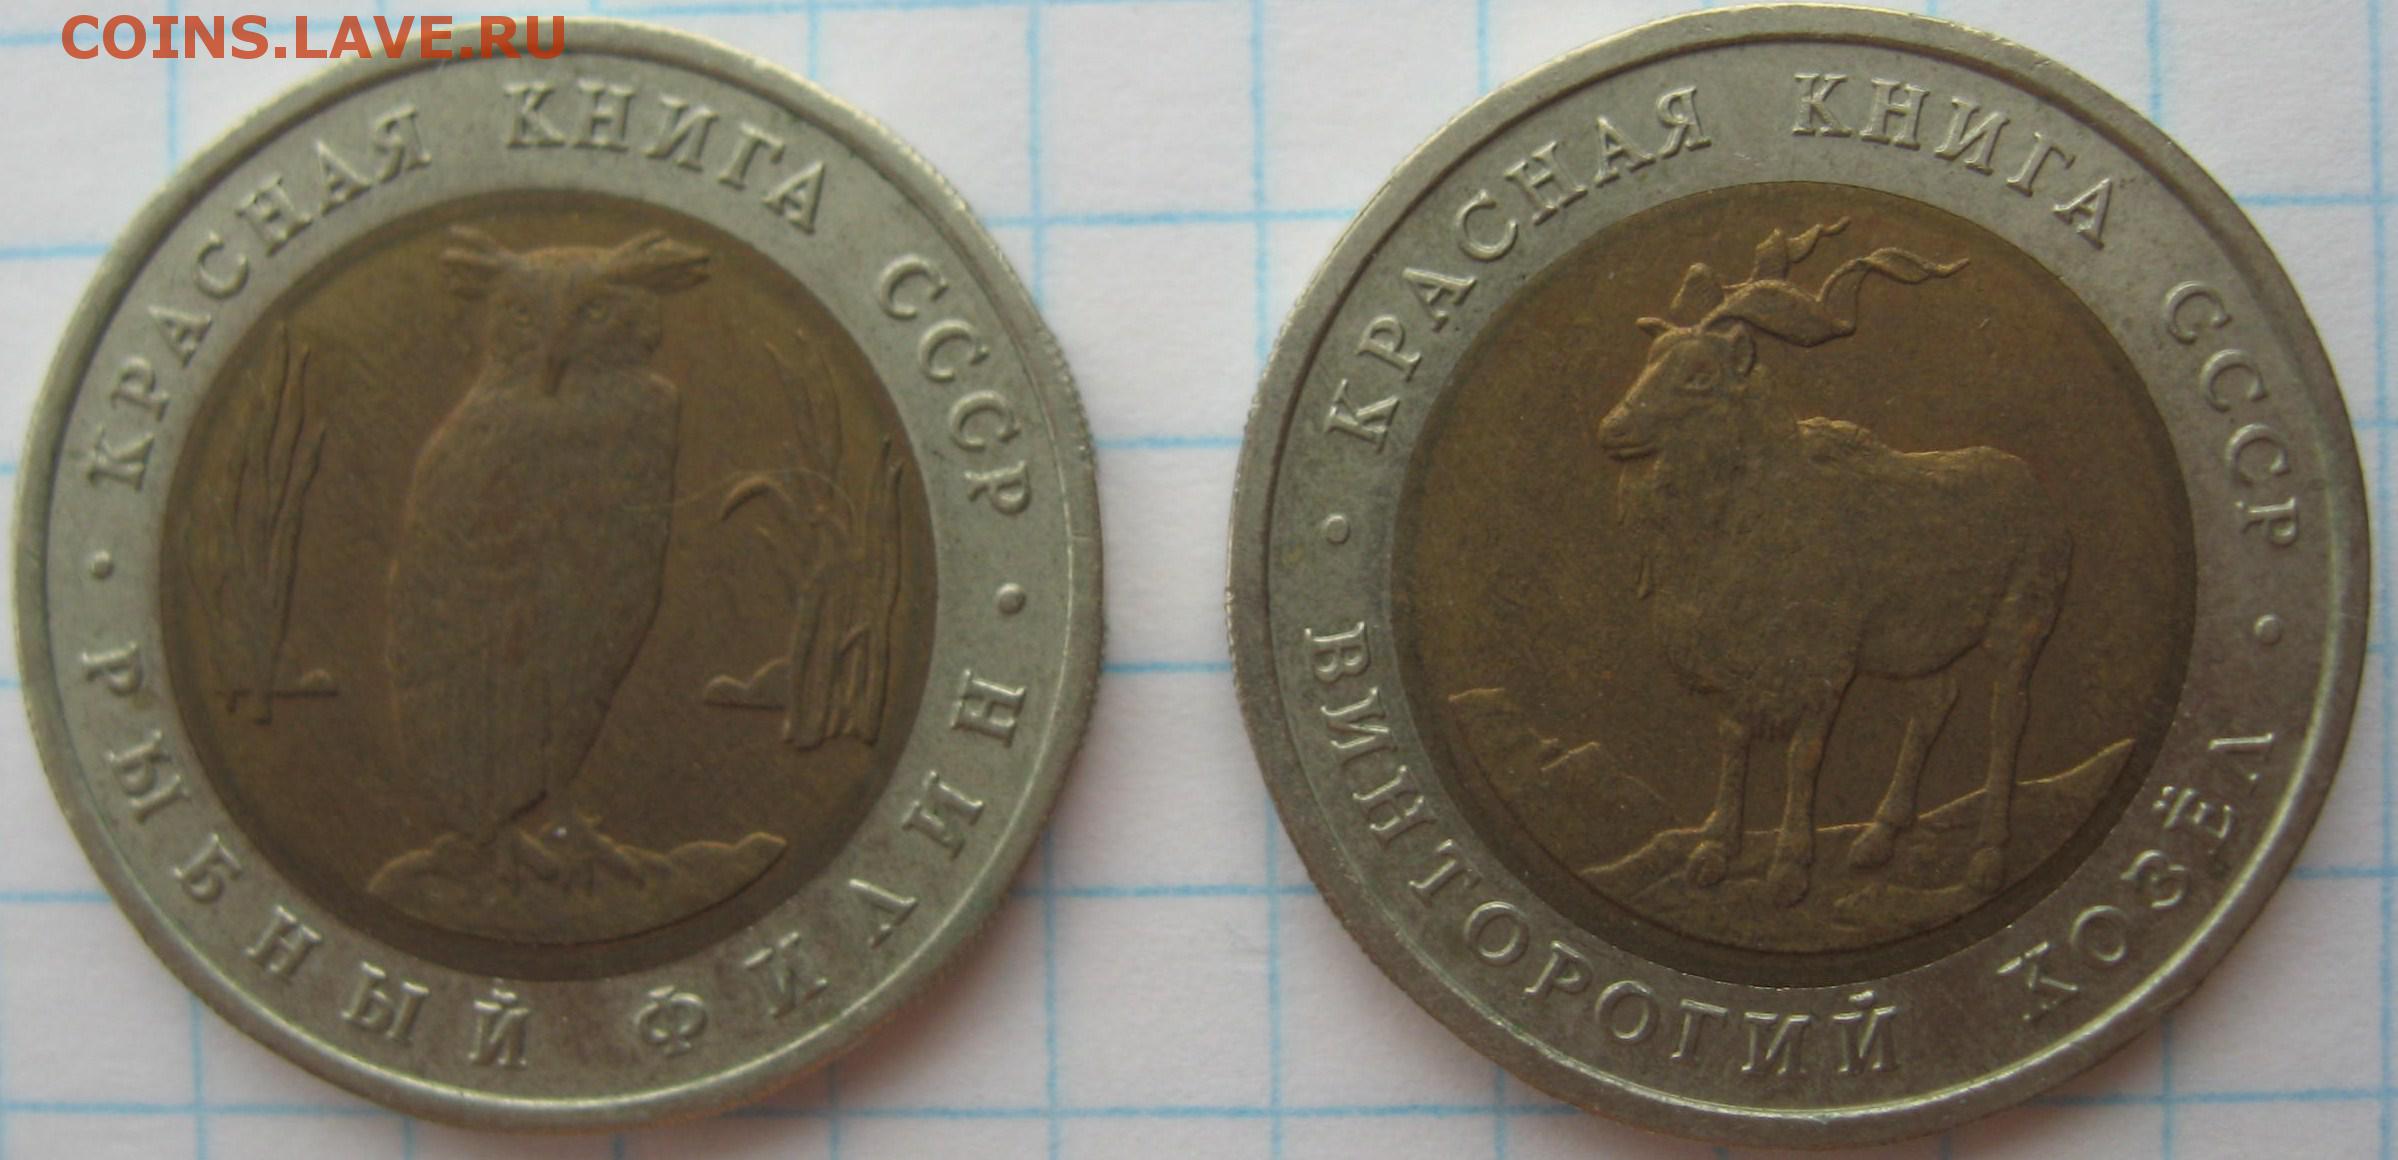 COINS.LAVE.RU
· КРАСНАЯ КНИГА СССР ·
РЫБНЫЙ ФИЛИН
· КРАСНАЯ КНИГА СССР ·
ВИНТОРОГИЙ КОЗЁЛ